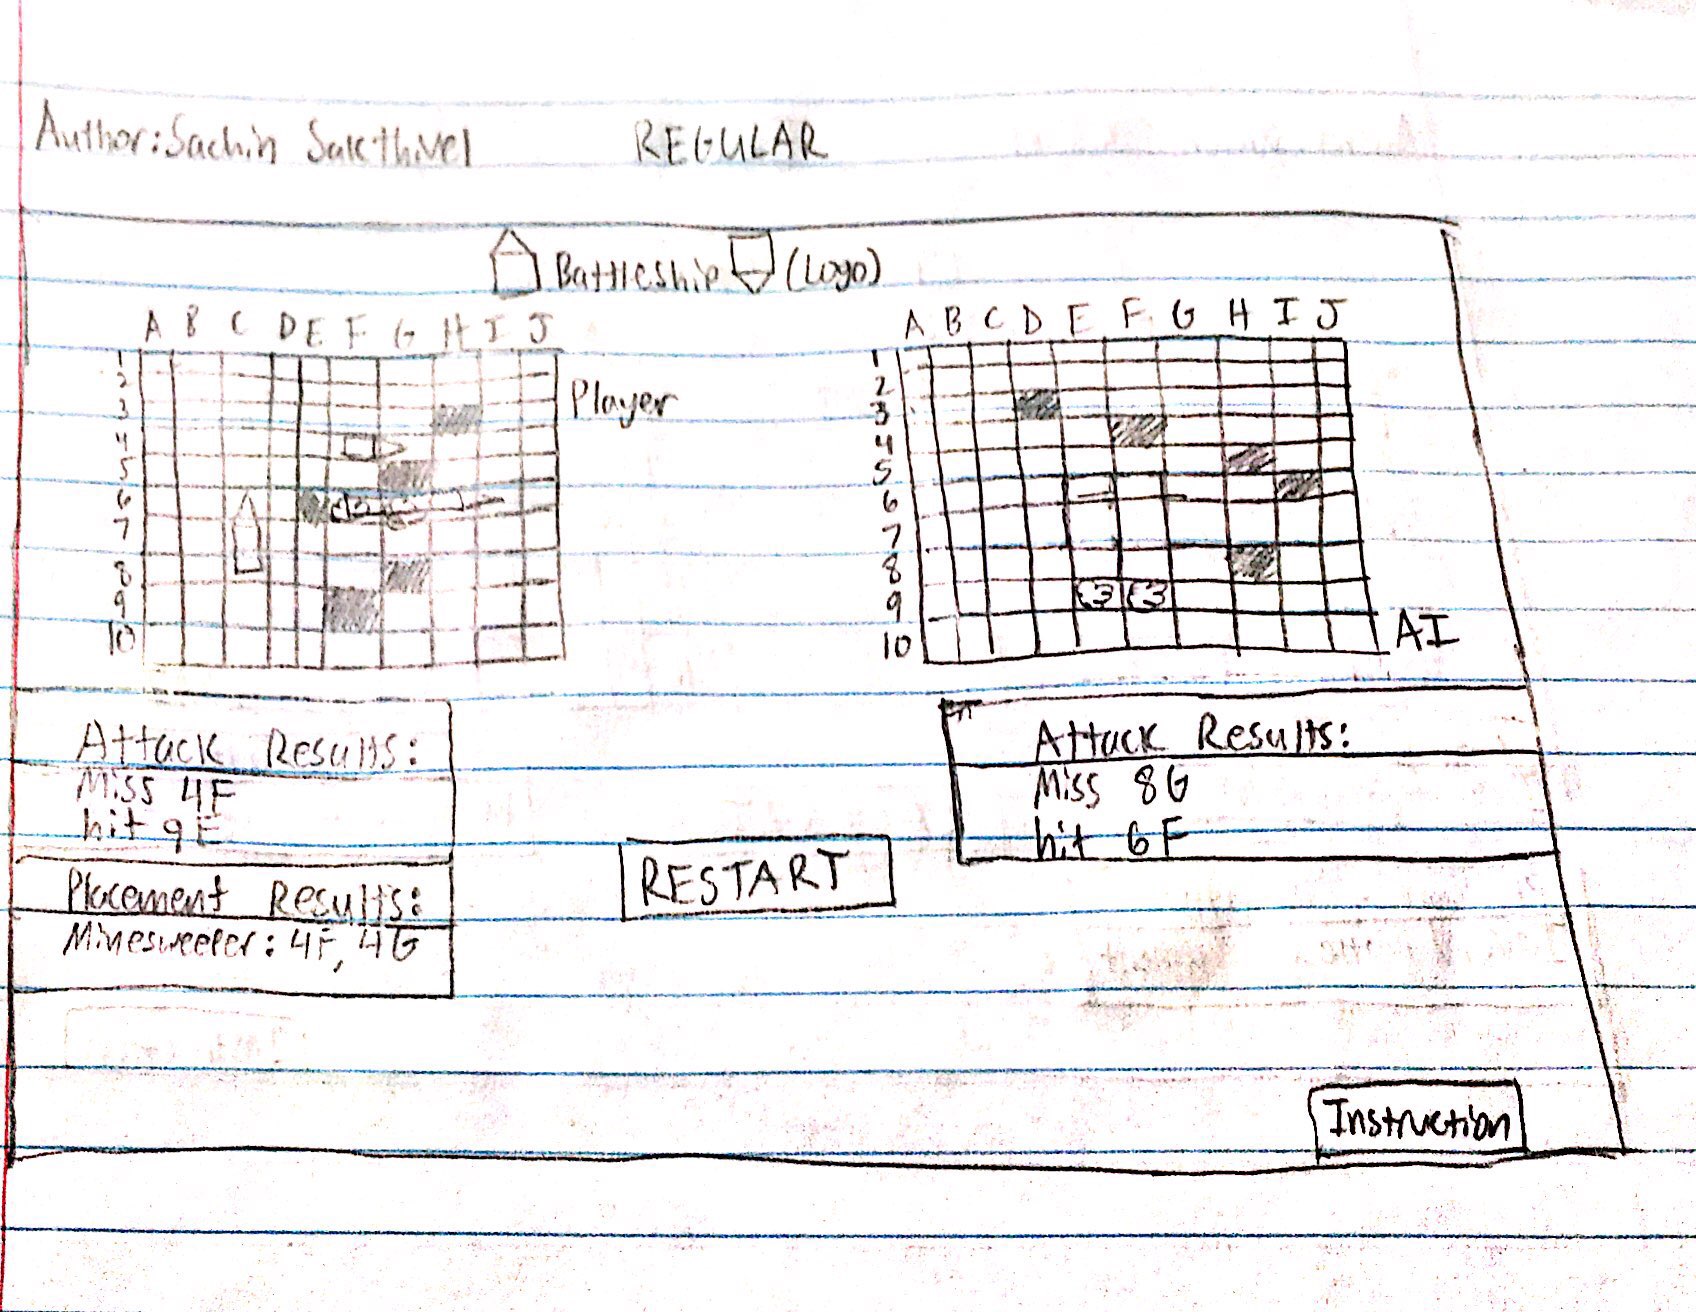 Author: Sachin Sakthivel REGULAR
Battleship (Logo)
A B C D E F G H I J
1
2
3
4
5
6
7
8
9
10
Player
A B C D E F G H I J
1
2
3
4
5
6
7
8
9
10
AI
Attack Results:
Miss 4F
hit 9F
Placement Results:
Minesweeper: 4F, 4G
RESTART
Attack Results:
Miss 8G
hit 6F
Instruction